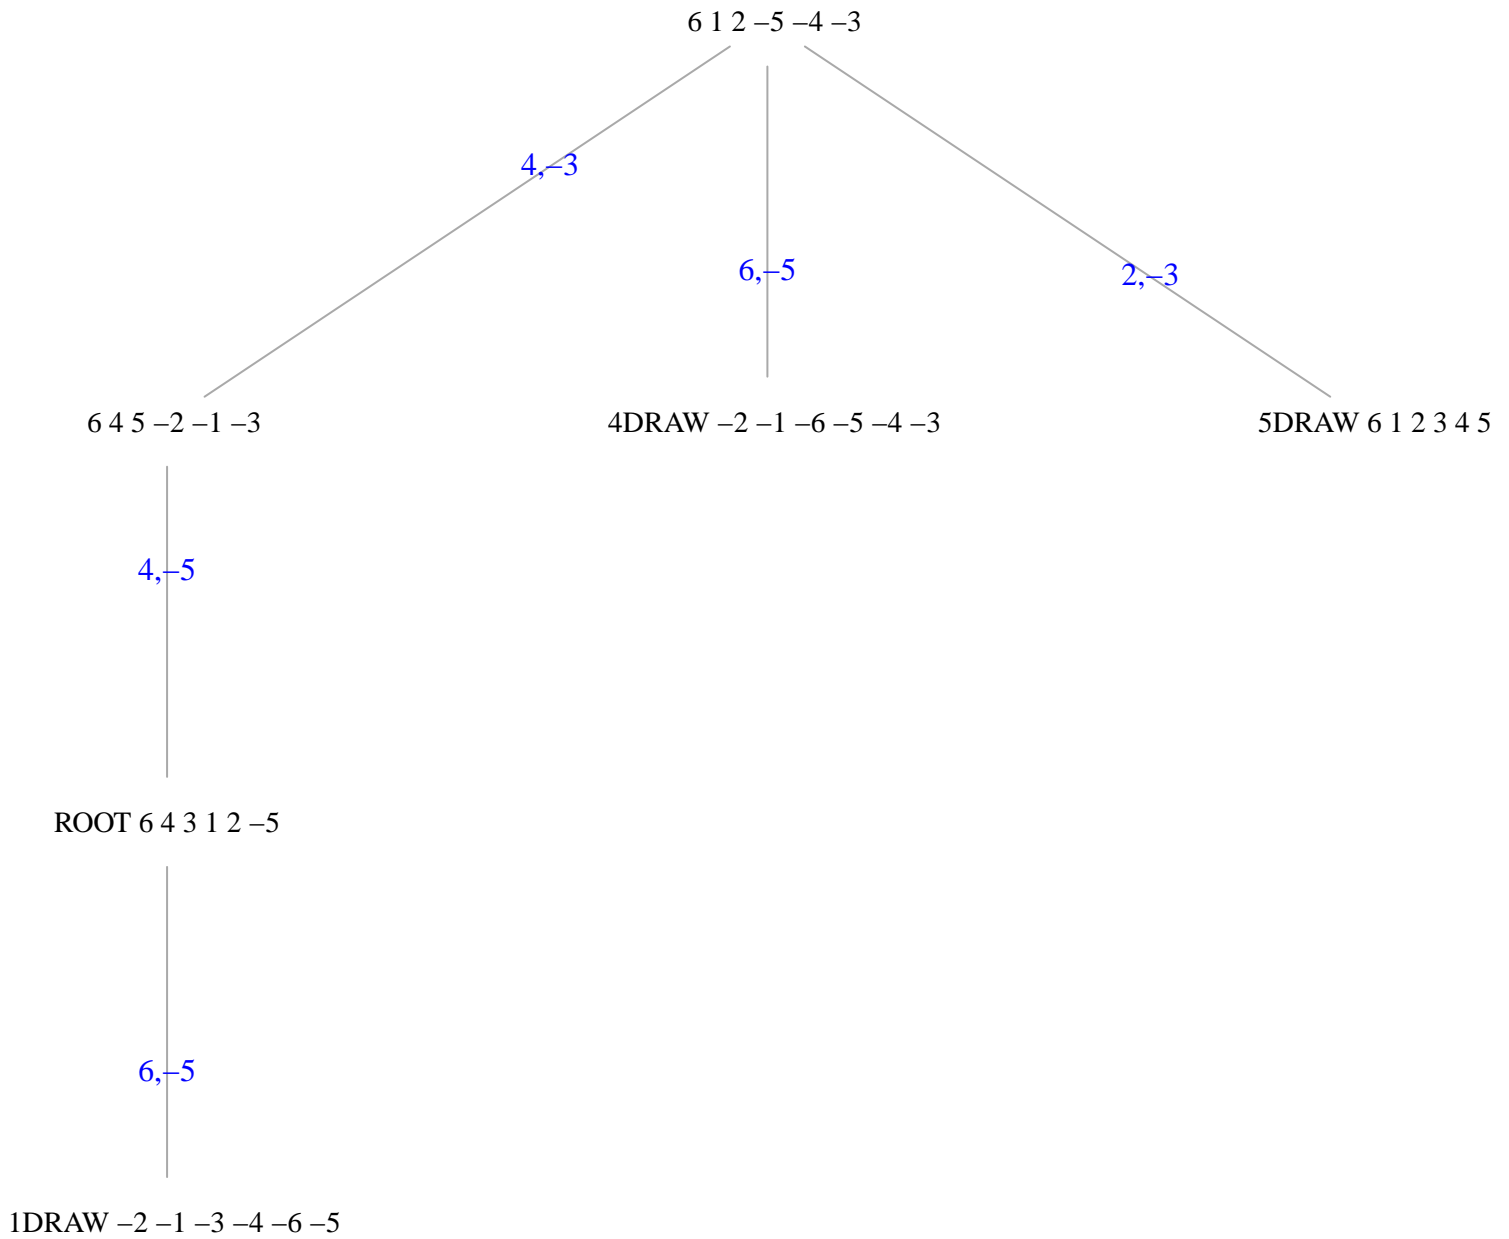 6 1 2 –5 –4 –3
4,–3
6,–5
2,–3
6 4 5 –2 –1 –3
4DRAW –2 –1 –6 –5 –4 –3
5DRAW 6 1 2 3 4 5
4,–5
ROOT 6 4 3 1 2 –5
6,–5
1DRAW –2 –1 –3 –4 –6 –5